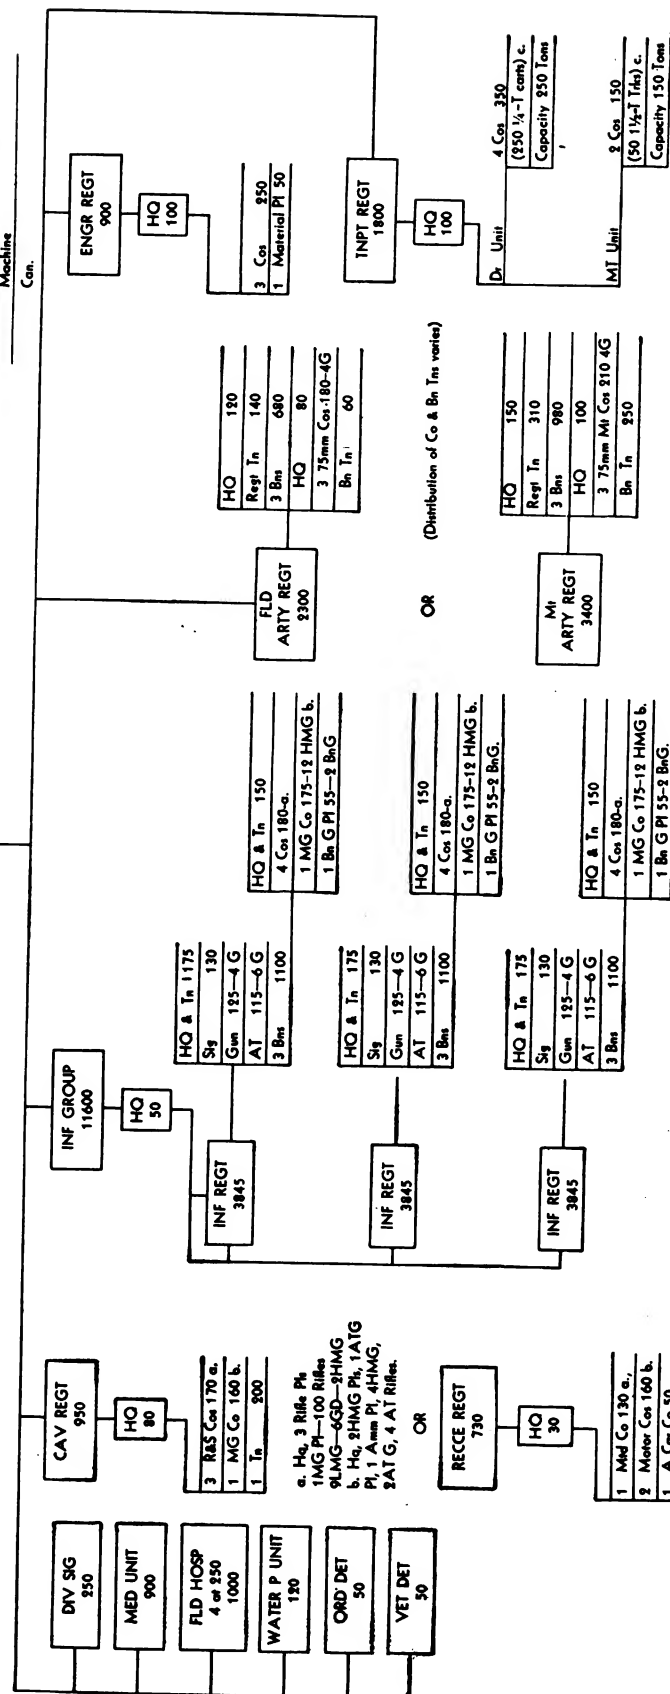 Machine
Can.
DIV SIG
250
MED UNIT
900
FLD HOSP
4 at 250
1000
WATER P UNIT
120
ORD' DET
50
VET DET
50
CAV REGT
950
HQ
80
3 R&S Cos 170 a.
1 MG Co 160 b.
1 Tn 200
a. Hq, 3 Rifle Pls
1MG Pl—100 Rifles
9LMG—6GD—2HMG
b. Hq, 2HMG Pls, 1ATG
Pl, 1 Amm Pl, 4HMG,
2AT G, 4 AT Rifles.
OR
RECCE REGT
730
HQ
30
1 Mtd Co 130 a.,
2 Motor Cos 160 b.
1 A Car Co 50
INF GROUP
11600
HQ
50
INF REGT
3845
HQ & Tn 175
Sig 130
Gun 125—4 G
AT 115—6 G
3 Bns 1100
HQ & Tn 150
4 Cos 180-a.
1 MG Co 175-12 HMG b.
1 Bn G Pl 55—2 BnG
INF REGT
3845
HQ & Tn 175
Sig 130
Gun 125—4 G
AT 115—6 G
3 Bns 1100
HQ & Tn 150
4 Cos 180-a.
1 MG Co 175-12 HMG b.
1 Bn G Pl 55-2 BnG.
INF REGT
3845
HQ & Tn 175
Sig 130
Gun 125—4 G
AT 115—6 G
3 Bns 1100
HQ & Tn 150
4 Cos 180-a.
1 MG Co 175-12 HMG b.
1 Bn G Pl 55-2 BnG.
FLD
ARTY REGT
2300
HQ 120
Regt Tn 140
3 Bns 680
HQ 80
3 75mm Cos-180-4G
Bn Tn 60
OR
(Distribution of Co & Bn Tns varies)
Mt
ARTY REGT
3400
HQ 150
Regt Tn 310
3 Bns 980
HQ 100
3 75mm Mt Cos 210 4G
Bn Tn 250
ENGR REGT
900
HQ
100
3 Cos 250
1 Material Pl 50
TNPT REGT
1800
HQ
100
Dr Unit
4 Cos 350
(250 ¼-T carts) c.
Capacity 250 Tons
MT Unit
2 Cos 150
(50 1½-T Trks) c.
Capacity 150 Tons